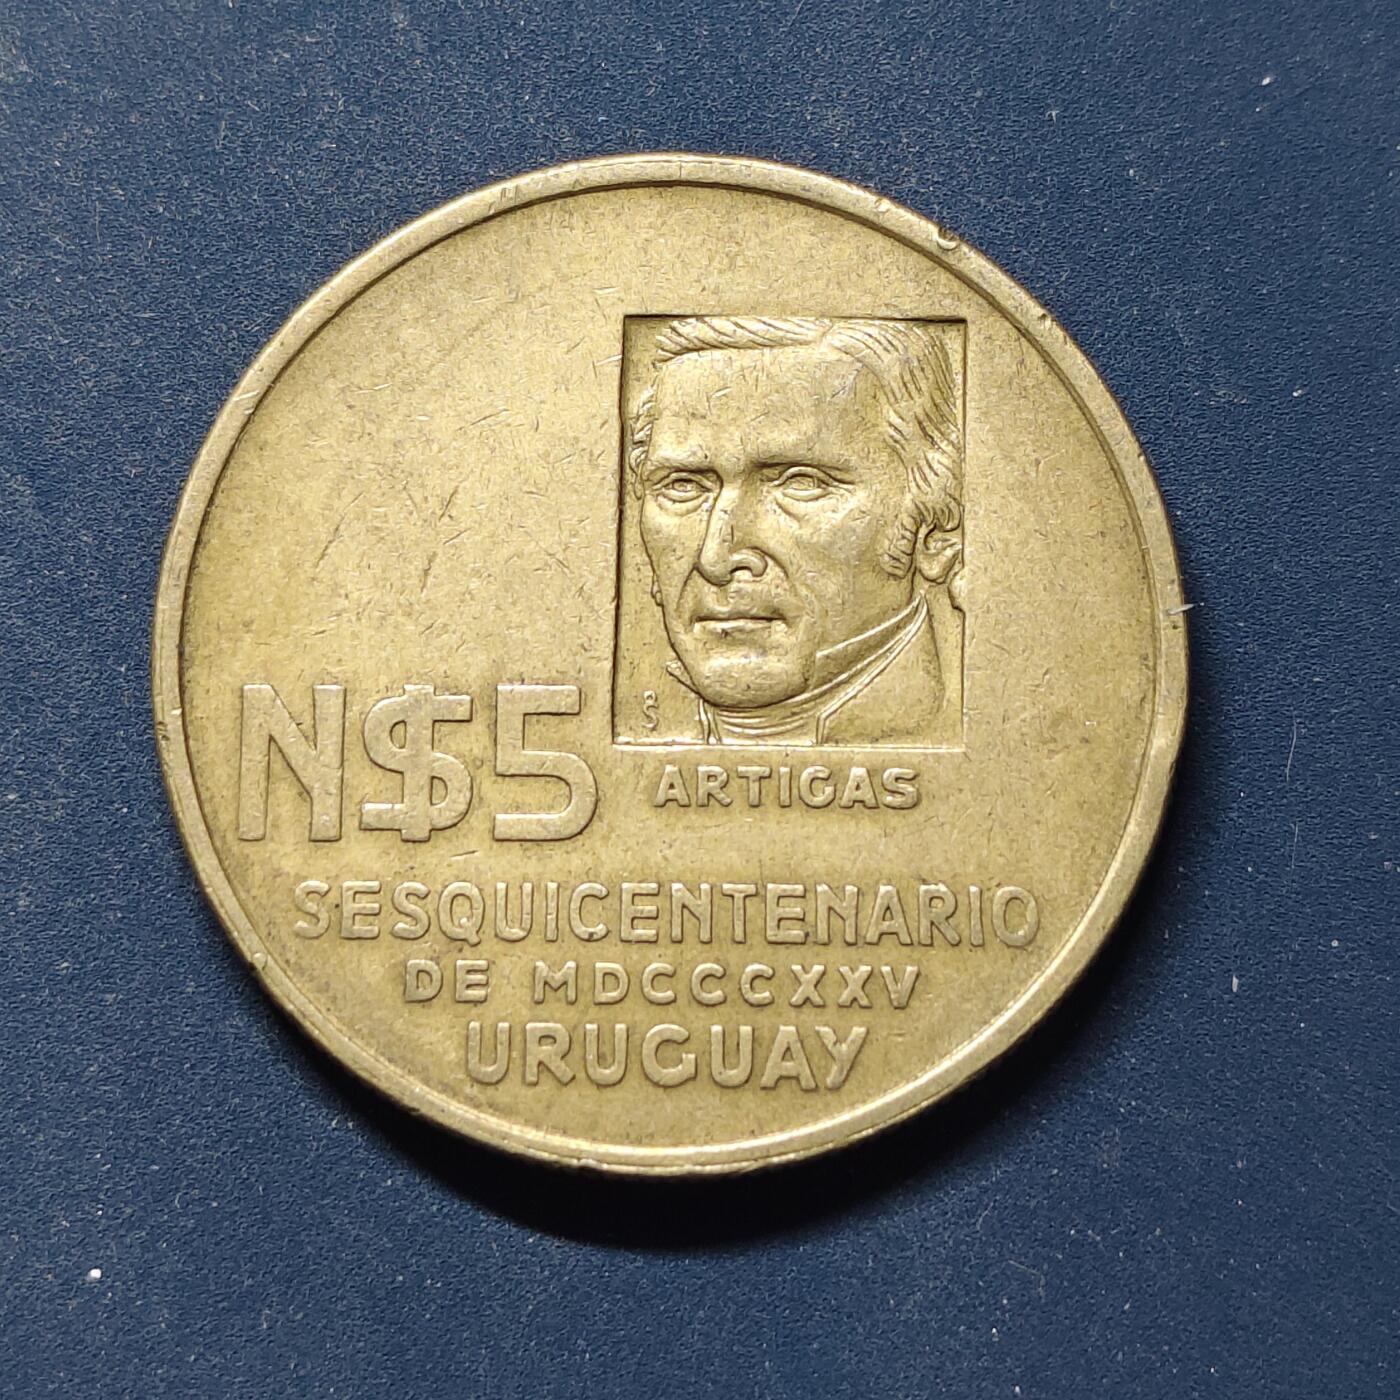 N$5
ARTIGAS
SESQUICENTENARIO
DE MDCCCXXV
URUGUAY